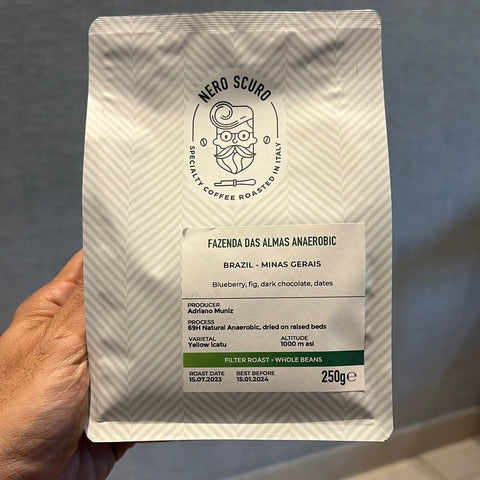 NERO SCURO
SPECIALTY COFFEE ROASTED IN ITALY
FAZENDA DAS ALMAS ANAEROBIC
BRAZIL - MINAS GERAIS
Blueberry, fig, dark chocolate, dates
PRODUCER
Adriano Muniz
PROCESS
69H Natural Anaerobic, dried on raised beds
VARIETAL ALTITUDE
Yellow Icatu 1000 m asl
FILTER ROAST • WHOLE BEANS
ROAST DATE BEST BEFORE
15.07.2023 15.01.2024 250g℮